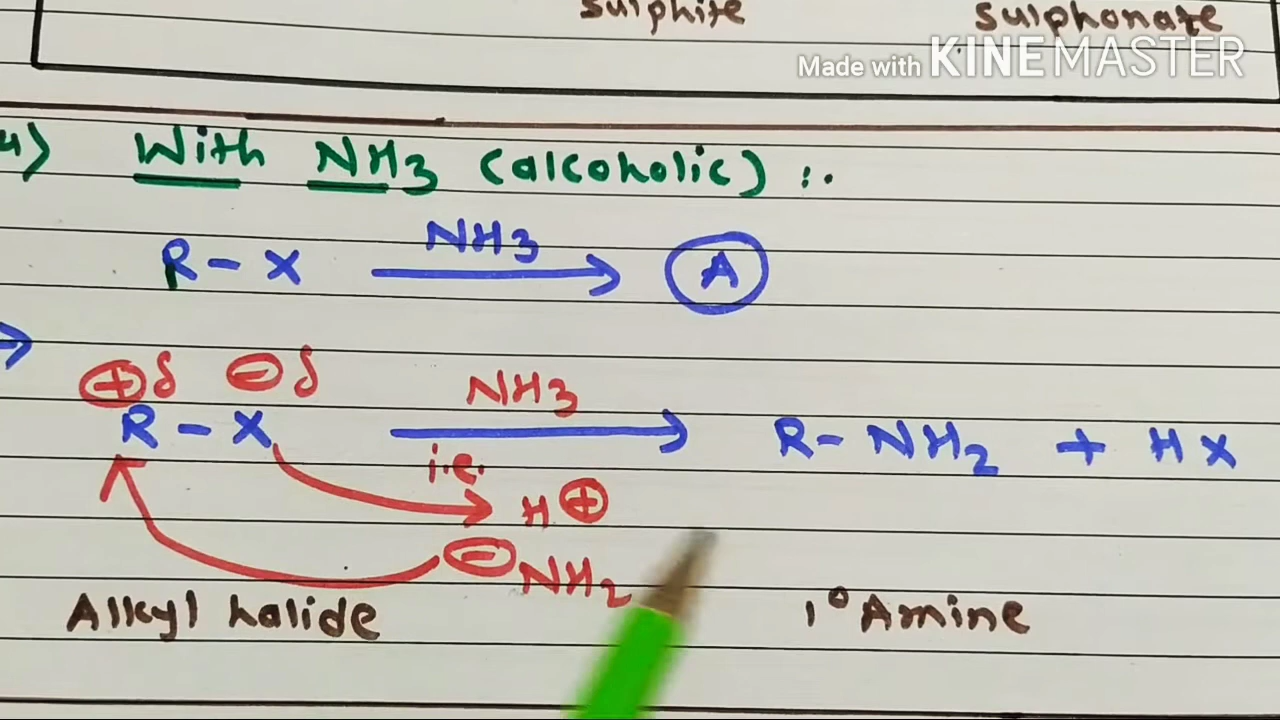 sulphite sulphonate
Made with KINEMASTER
4) With NH3 (alcoholic) :.
R - X NH3 → A
→
⊕δ ⊖δ NH3
R - X → R - NH2 + HX
i.e.
H ⊕
⊖ NH2
Alkyl halide 1° Amine